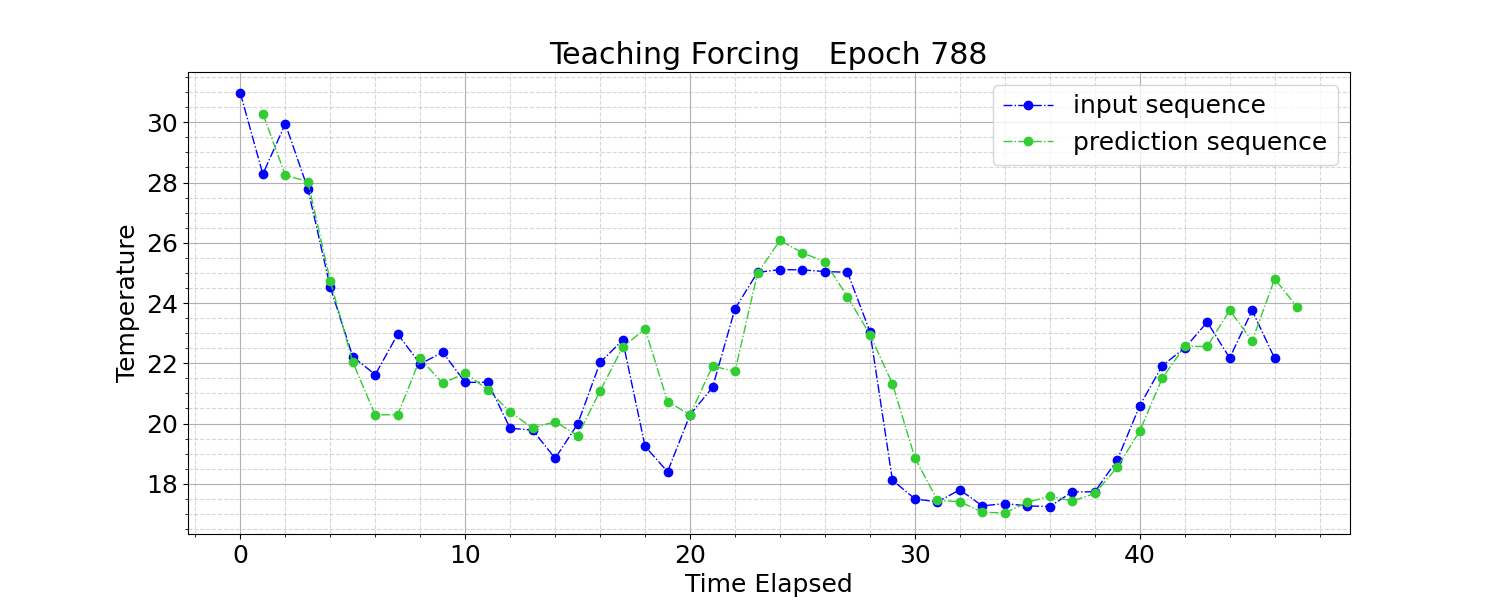 Teaching Forcing   Epoch 788
input sequence
prediction sequence
Temperature
30
28
26
24
22
20
18
0 10 20 30 40
Time Elapsed